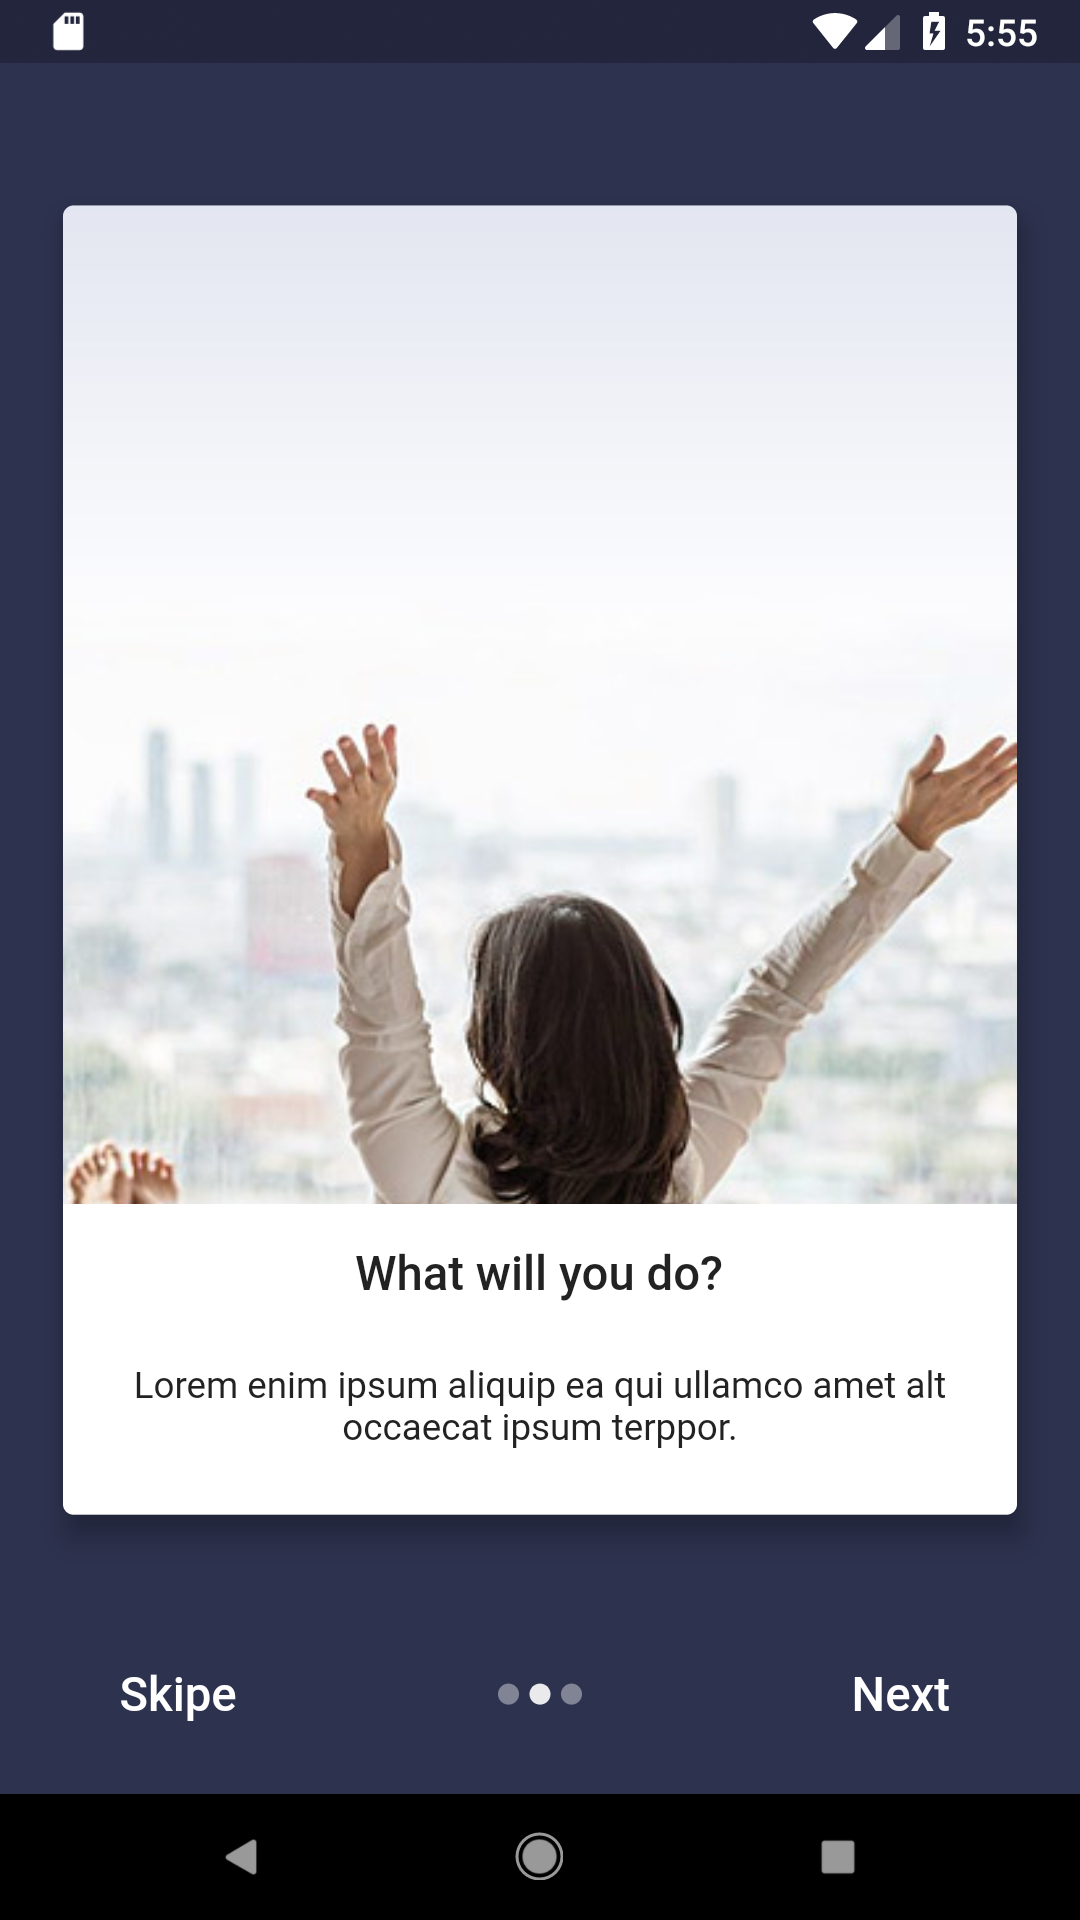 5:55
What will you do?
Lorem enim ipsum aliquip ea qui ullamco amet alt
occaecat ipsum terppor.
Skipe
Next